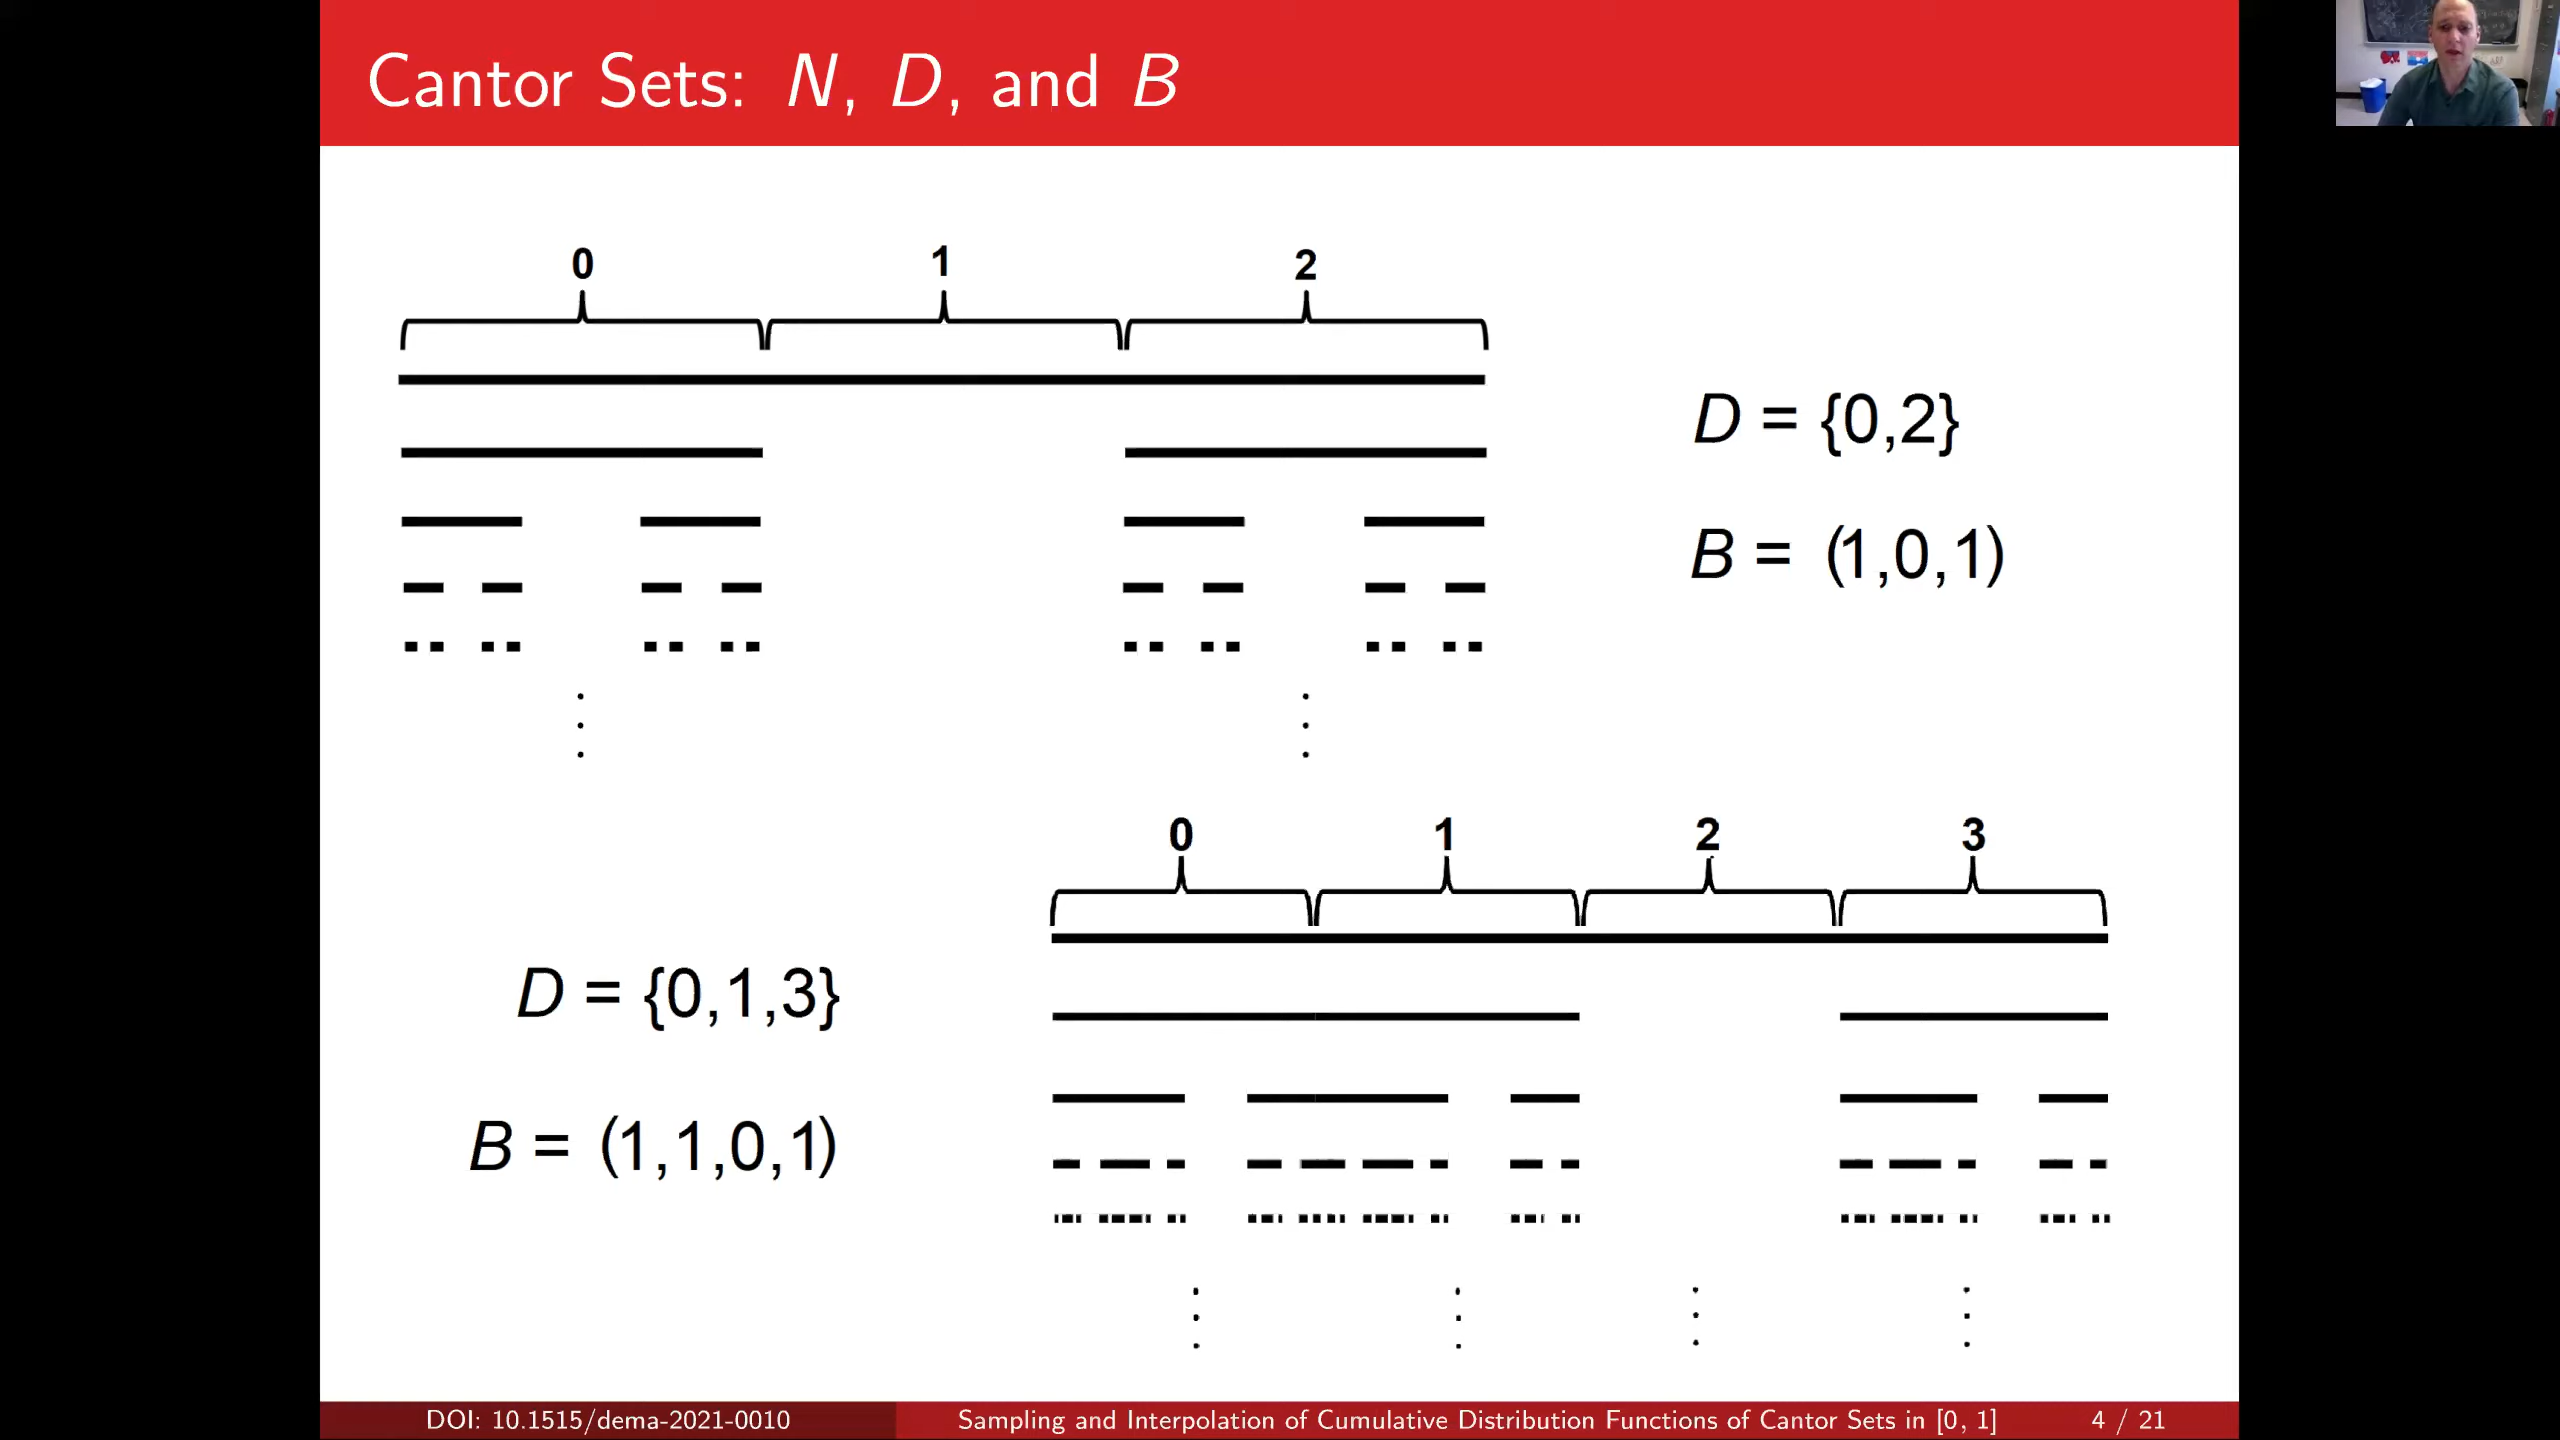 Cantor Sets: N, D, and B
0 1 2
D = {0,2}
B = (1,0,1)
0 1 2 3
D = {0,1,3}
B = (1,1,0,1)
DOI: 10.1515/dema-2021-0010 Sampling and Interpolation of Cumulative Distribution Functions of Cantor Sets in [0, 1] 4 / 21